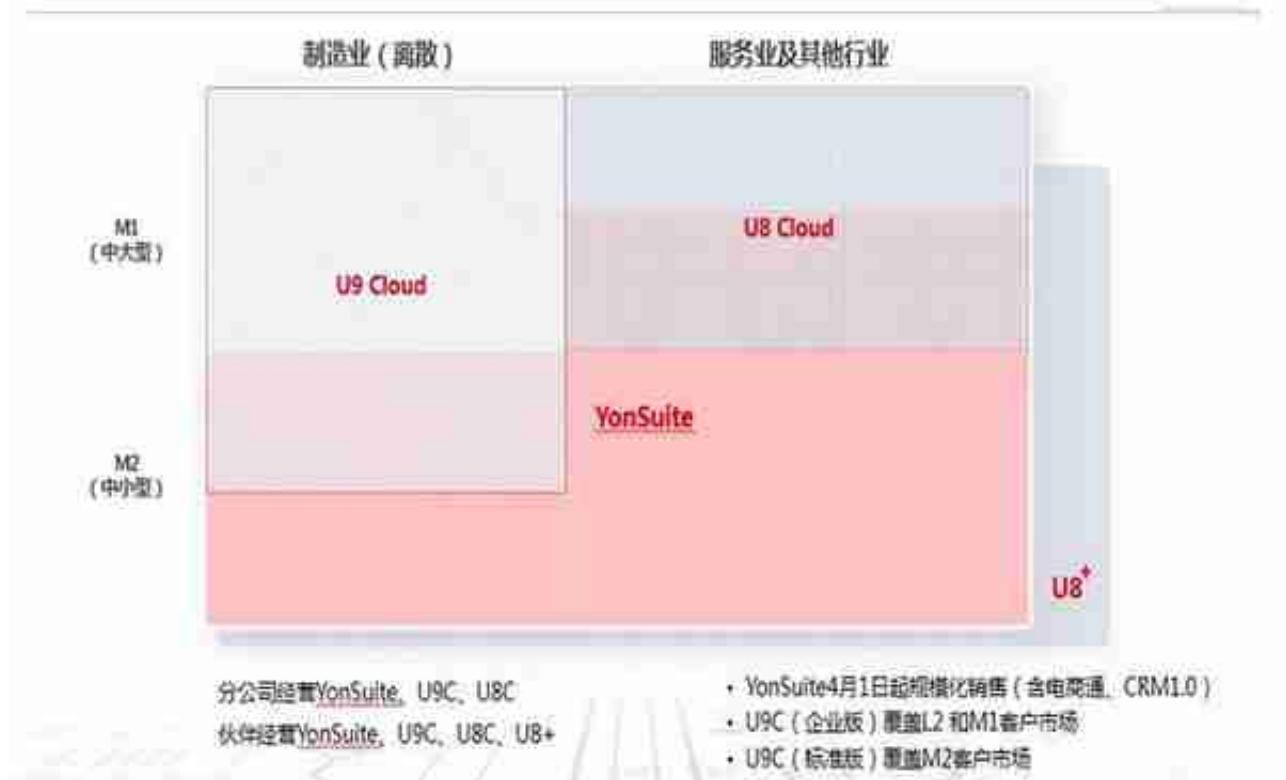 制造业（离散）
服务业及其他行业
M1
（中大型）
U8 Cloud
U9 Cloud
YonSuite
M2
（中小型）
U8+
分公司经营YonSuite、U9C、U8C
伙伴经营YonSuite、U9C、U8C、U8+
• YonSuite4月1日起规模化销售（含电商通、CRM1.0）
• U9C（企业版）覆盖L2 和M1客户市场
• U9C（标准版）覆盖M2客户市场